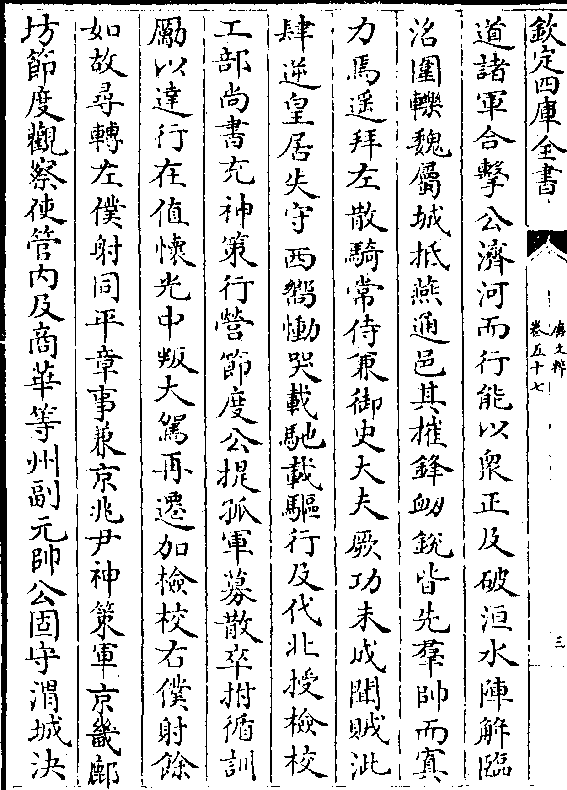 欽定四庫全書
唐文粹
卷五十七
三
道諸軍合擊公濟河而行能以衆正及破洹水陣解臨
洺圍轢魏屬城抵燕通邑其摧鋒衂銳皆先羣帥而寘
力焉遥拜左散騎常侍兼御史大夫厥功未成聞賊泚
肆逆皇居失守西嚮慟哭載馳載驅行及代北授檢校
工部尚書充神策行營節度公提孤軍募散卒拊循訓
勵以達行在值懷光中叛大駕再遷加檢校右僕射餘
如故尋轉左僕射同平章事兼京兆尹神策軍京畿鄜
坊節度觀察使管内及商華等州副元帥公固守渭城決